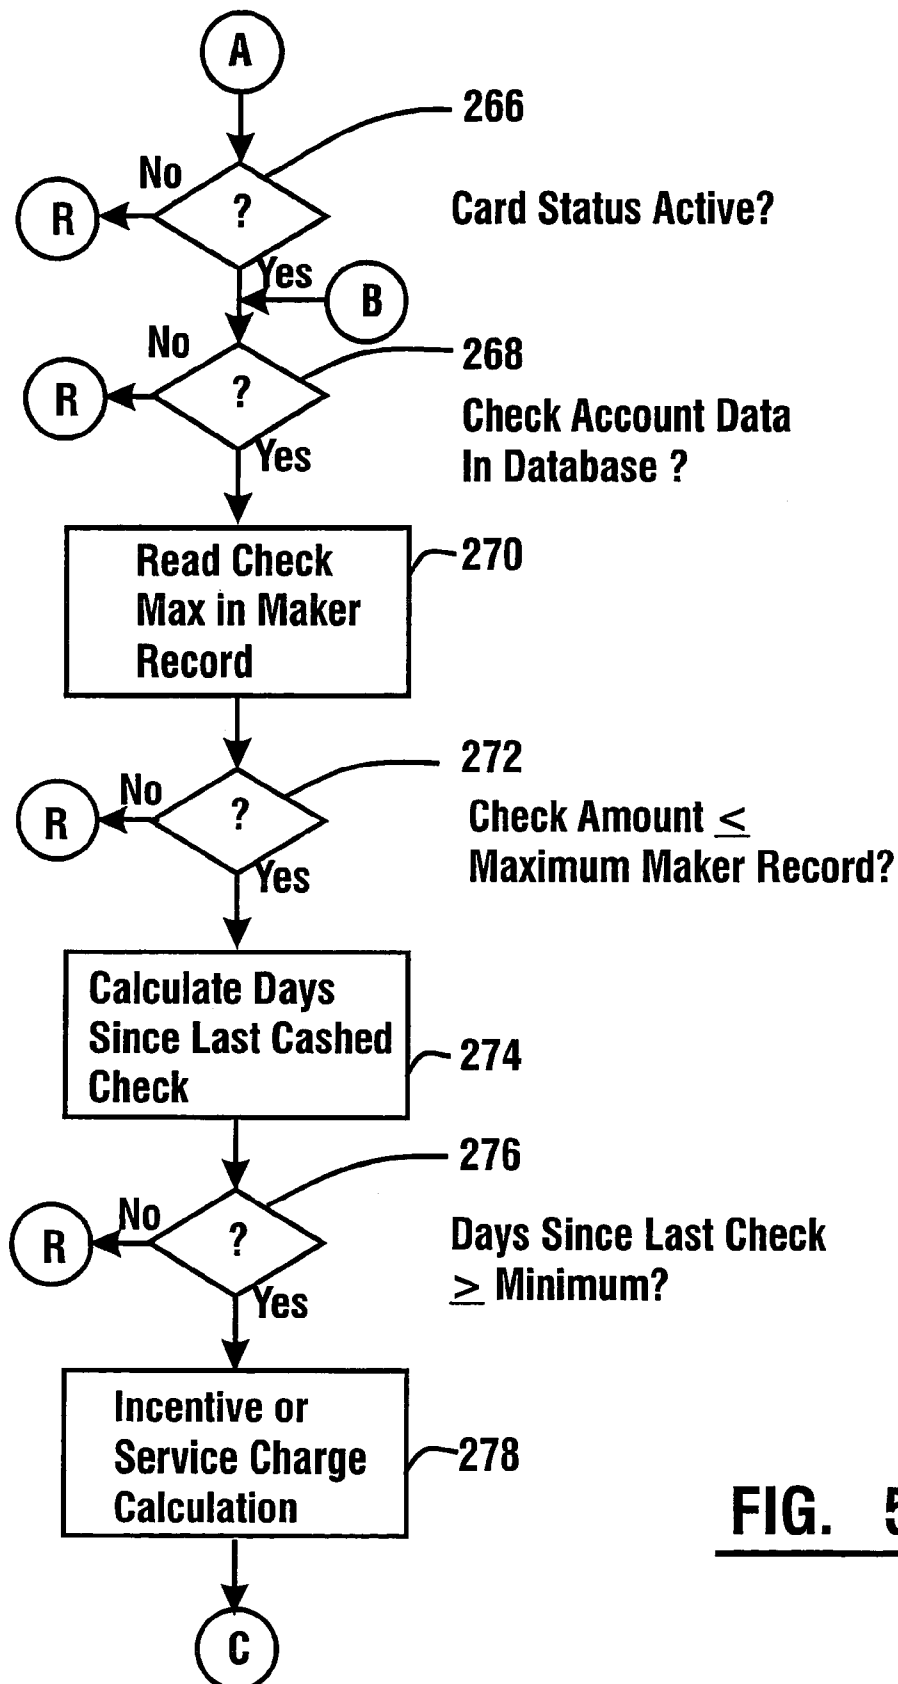 A
266
No
?
R
Card Status Active?
Yes
B
No
268
?
R
Check Account Data
In Database ?
Yes
Read Check
Max in Maker
Record
270
272
No
?
R
Check Amount ≤
Maximum Maker Record?
Yes
Calculate Days
Since Last Cashed
Check
274
276
No
?
R
Days Since Last Check
≥ Minimum?
Yes
Incentive or
Service Charge
Calculation
278
FIG. 5
C